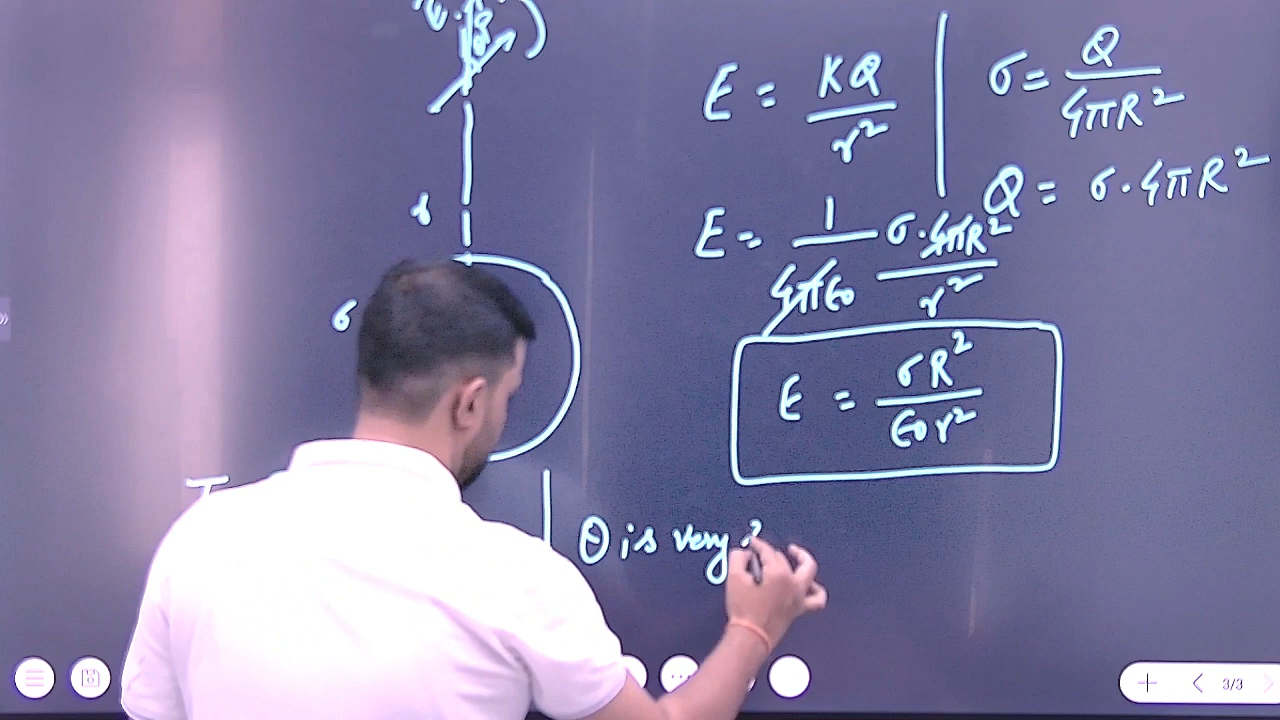 E = KQ / r²
σ = Q / 4πR²
Q = σ · 4πR²
E = 1 / 4πϵ0 σ · 4πR² / r²
σ
E = σR² / ϵ0r²
θ is very
3/3